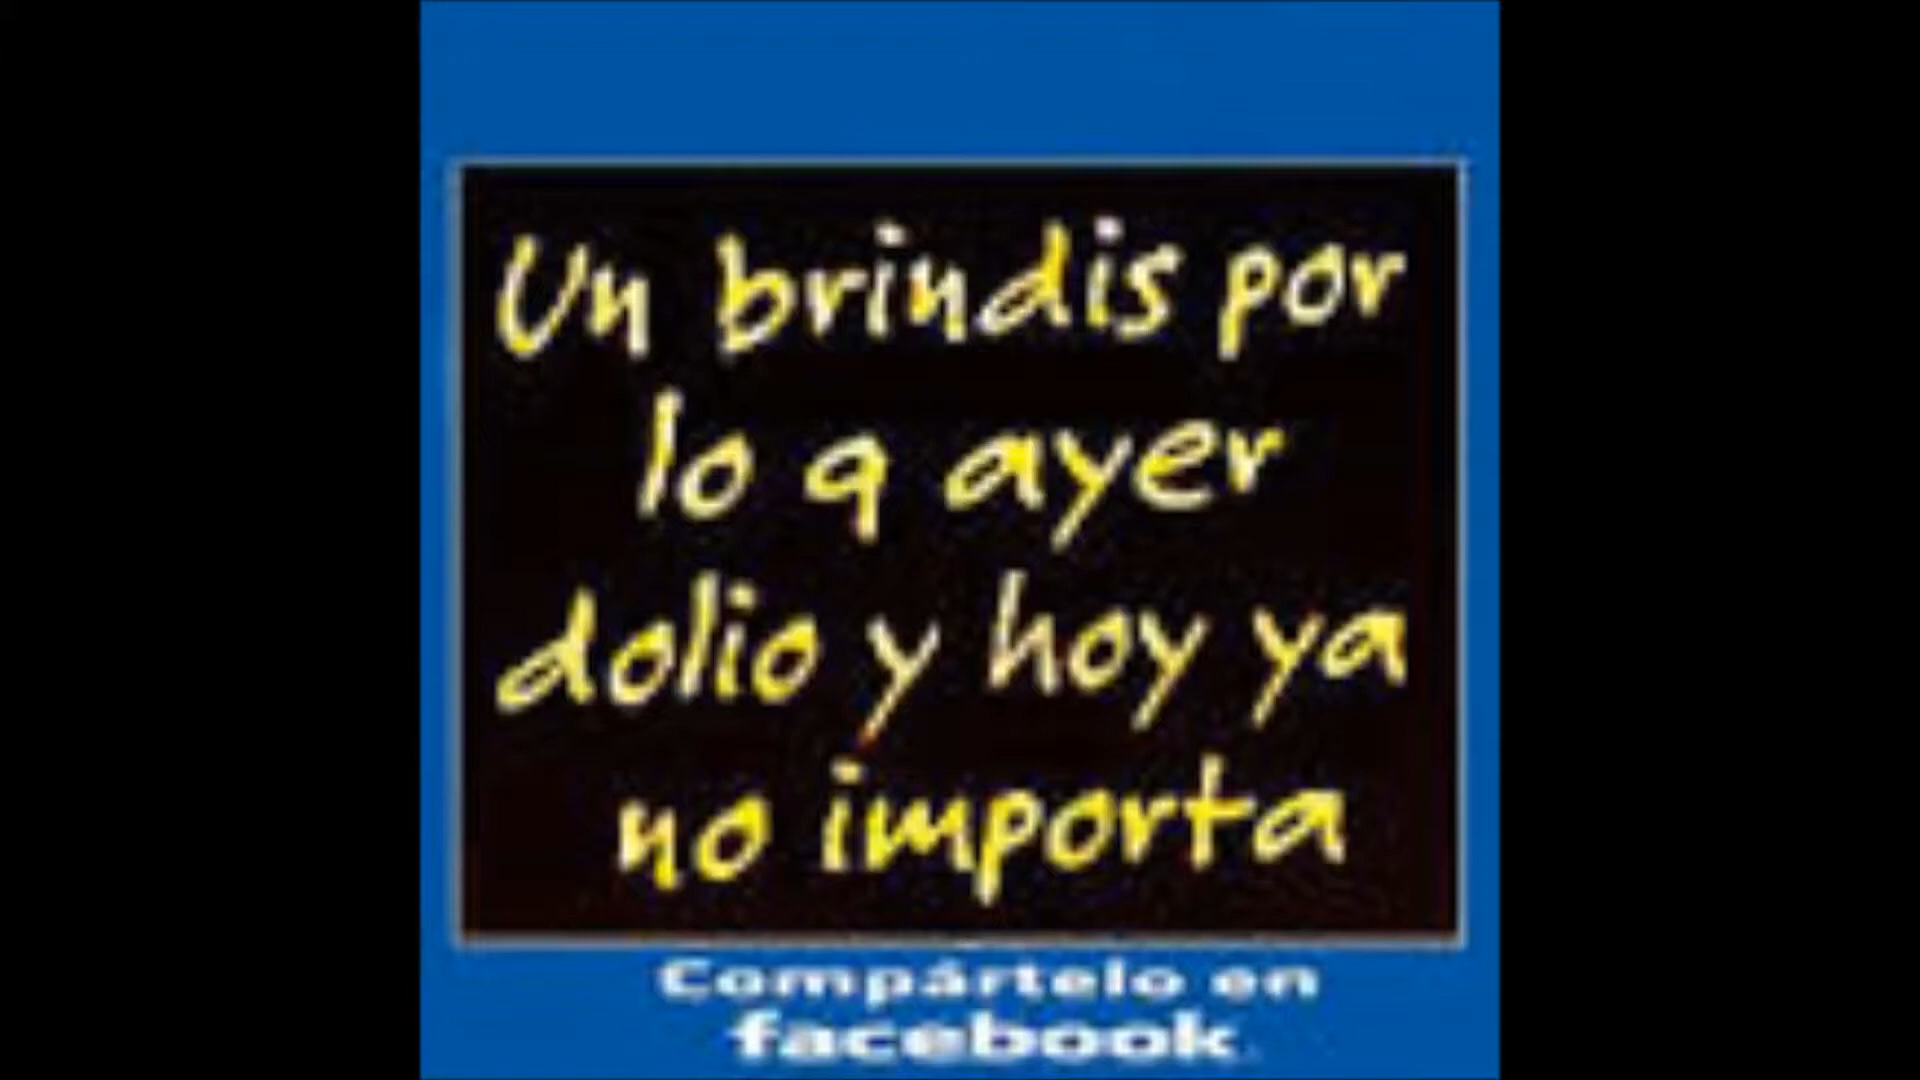 Un brindis por
lo q ayer
dolio y hoy ya
no importa
Compártelo en
facebook